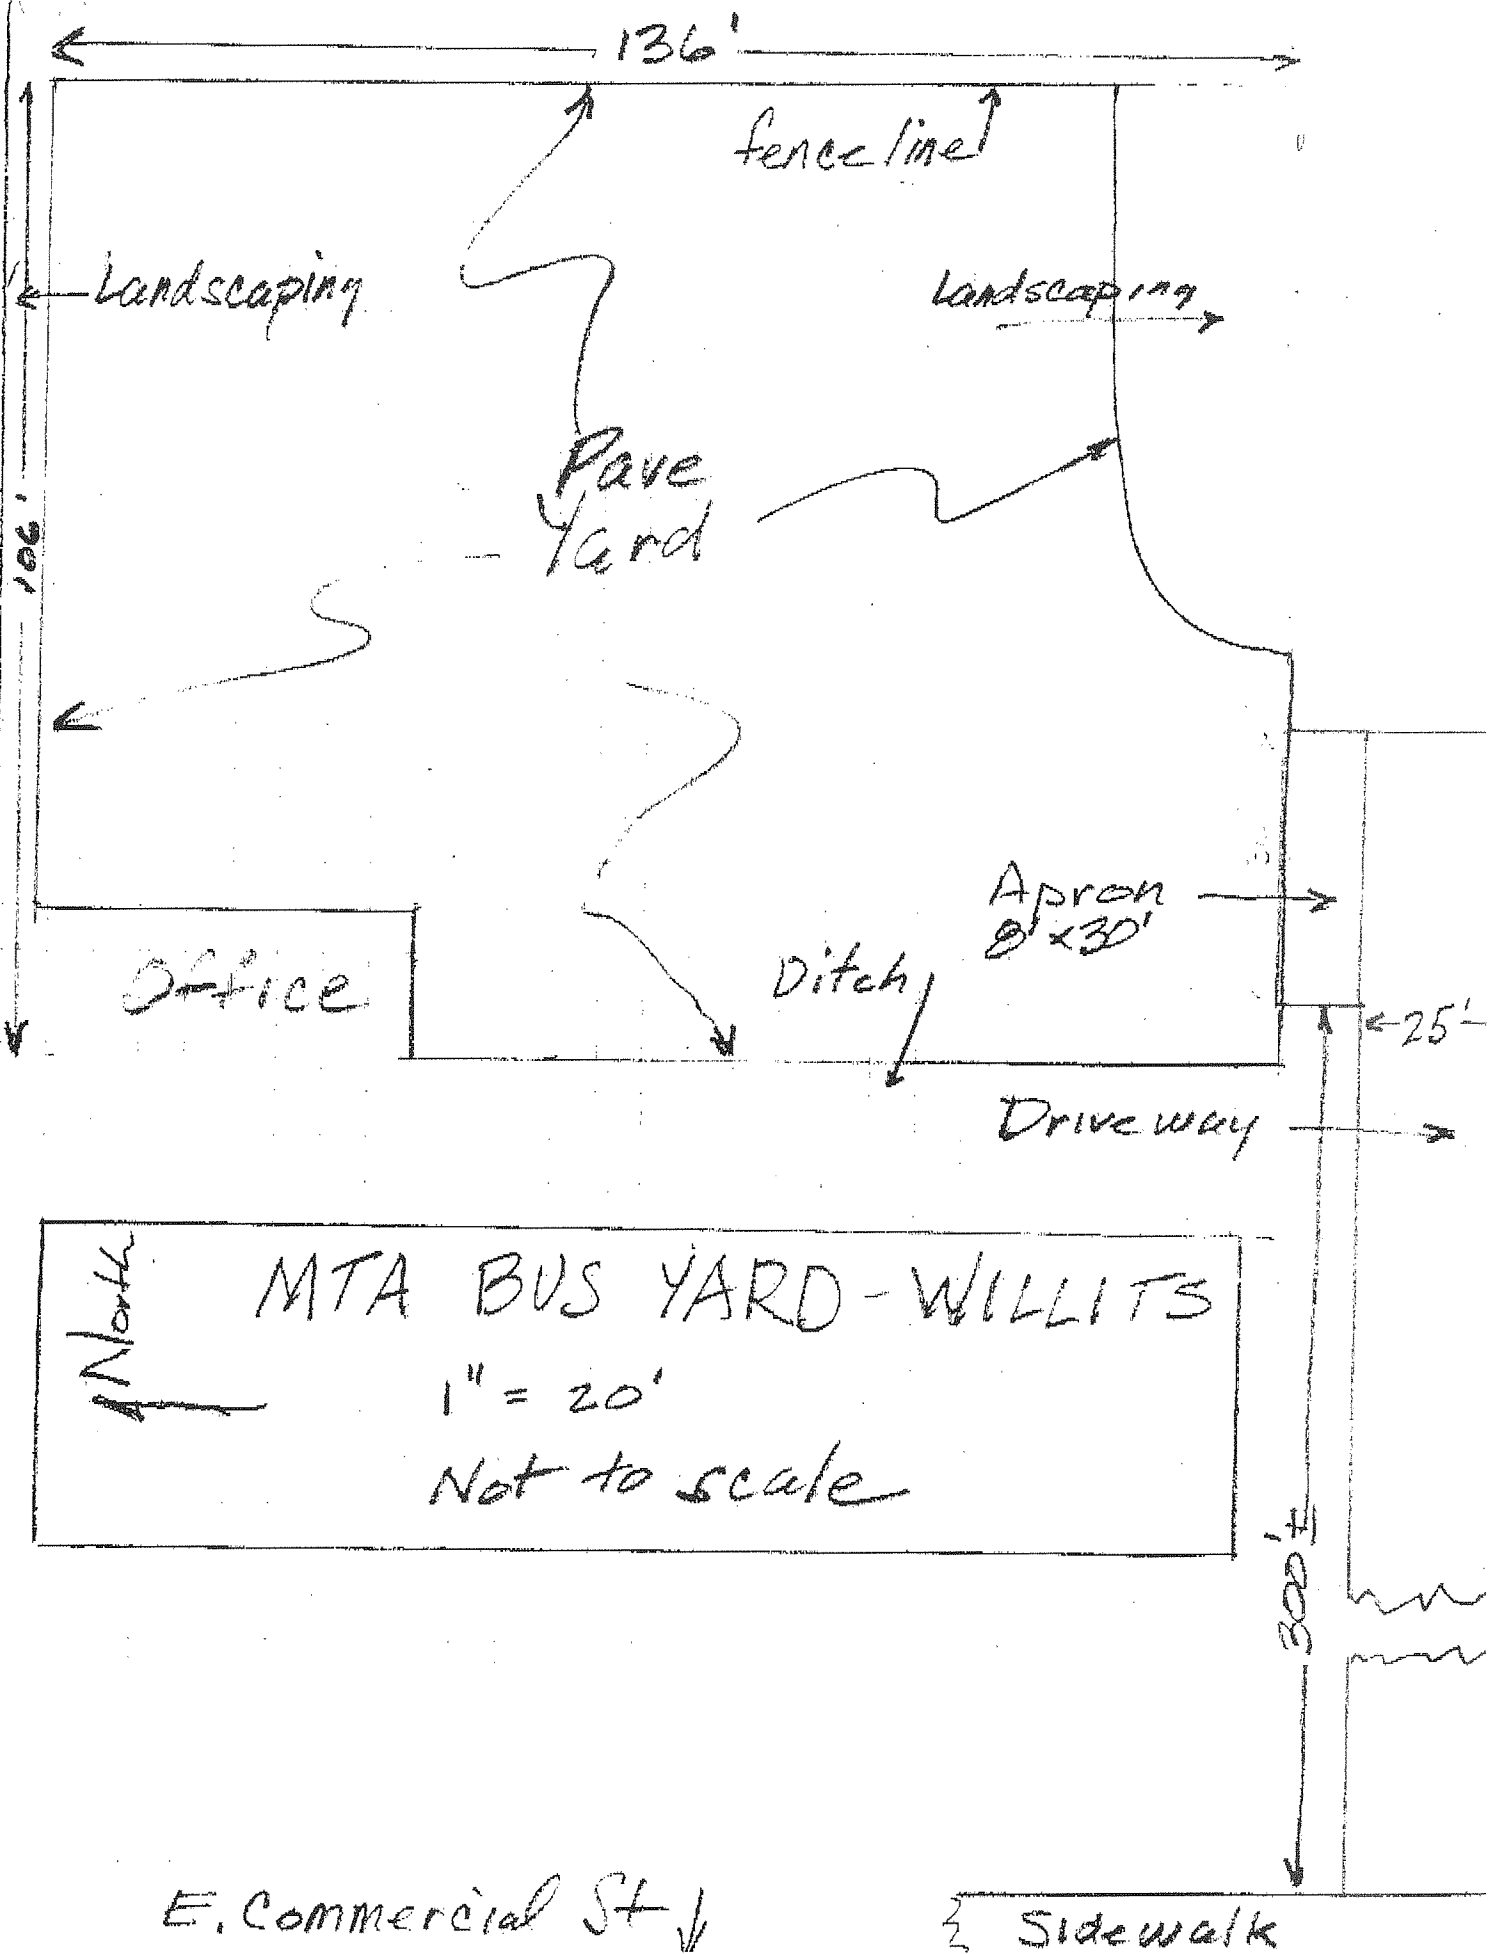 136'
fence line
Landscaping
Landscaping
Pave
Yard
106'
Apron
8' x 30'
Office
Ditch
25'
Driveway
North
MTA BUS YARD - WILLITS
1" = 20'
Not to scale
300' ±
E. Commercial St
Sidewalk